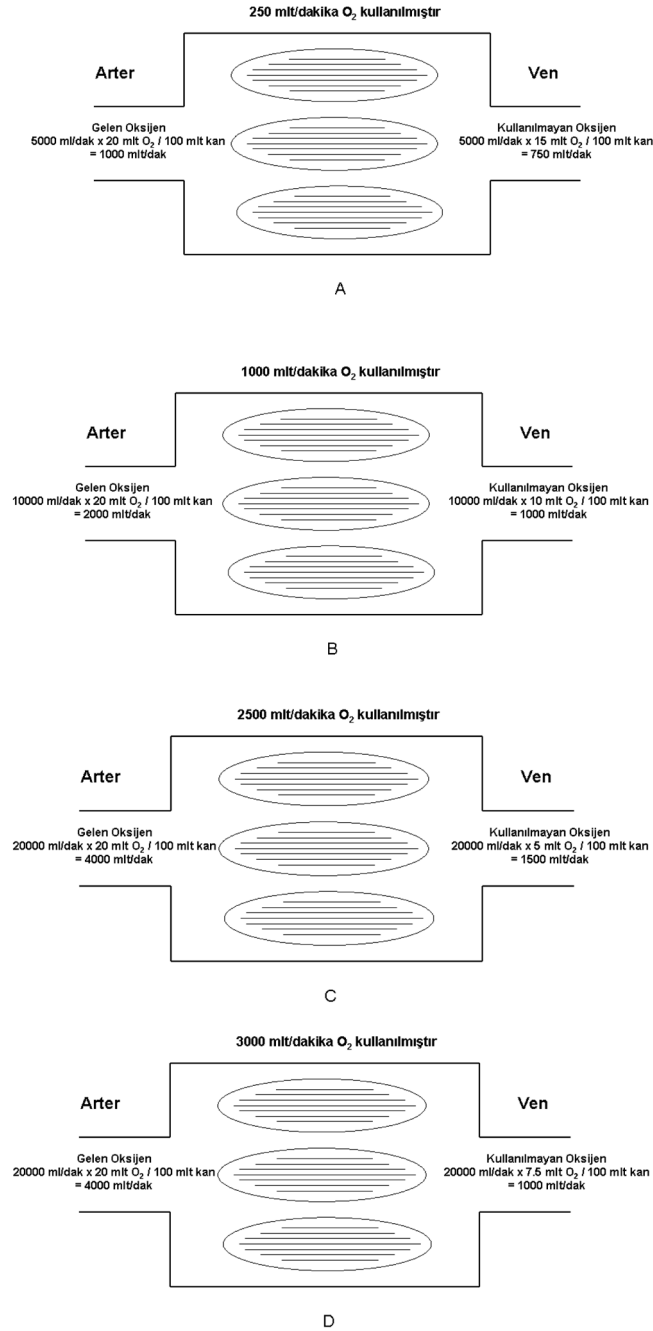 250 mlt/dakika O₂ kullanılmıştır
Arter
Ven
Gelen Oksijen
5000 ml/dak x 20 mlt O₂ / 100 mlt kan
= 1000 mlt/dak
Kullanılmayan Oksijen
5000 ml/dak x 15 mlt O₂ / 100 mlt kan
= 750 mlt/dak
A
1000 mlt/dakika O₂ kullanılmıştır
Arter
Ven
Gelen Oksijen
10000 ml/dak x 20 mlt O₂ / 100 mlt kan
= 2000 mlt/dak
Kullanılmayan Oksijen
10000 ml/dak x 10 mlt O₂ / 100 mlt kan
= 1000 mlt/dak
B
2500 mlt/dakika O₂ kullanılmıştır
Arter
Ven
Gelen Oksijen
20000 ml/dak x 20 mlt O₂ / 100 mlt kan
= 4000 mlt/dak
Kullanılmayan Oksijen
20000 ml/dak x 5 mlt O₂ / 100 mlt kan
= 1500 mlt/dak
C
3000 mlt/dakika O₂ kullanılmıştır
Arter
Ven
Gelen Oksijen
20000 ml/dak x 20 mlt O₂ / 100 mlt kan
= 4000 mlt/dak
Kullanılmayan Oksijen
20000 ml/dak x 7.5 mlt O₂ / 100 mlt kan
= 1000 mlt/dak
D